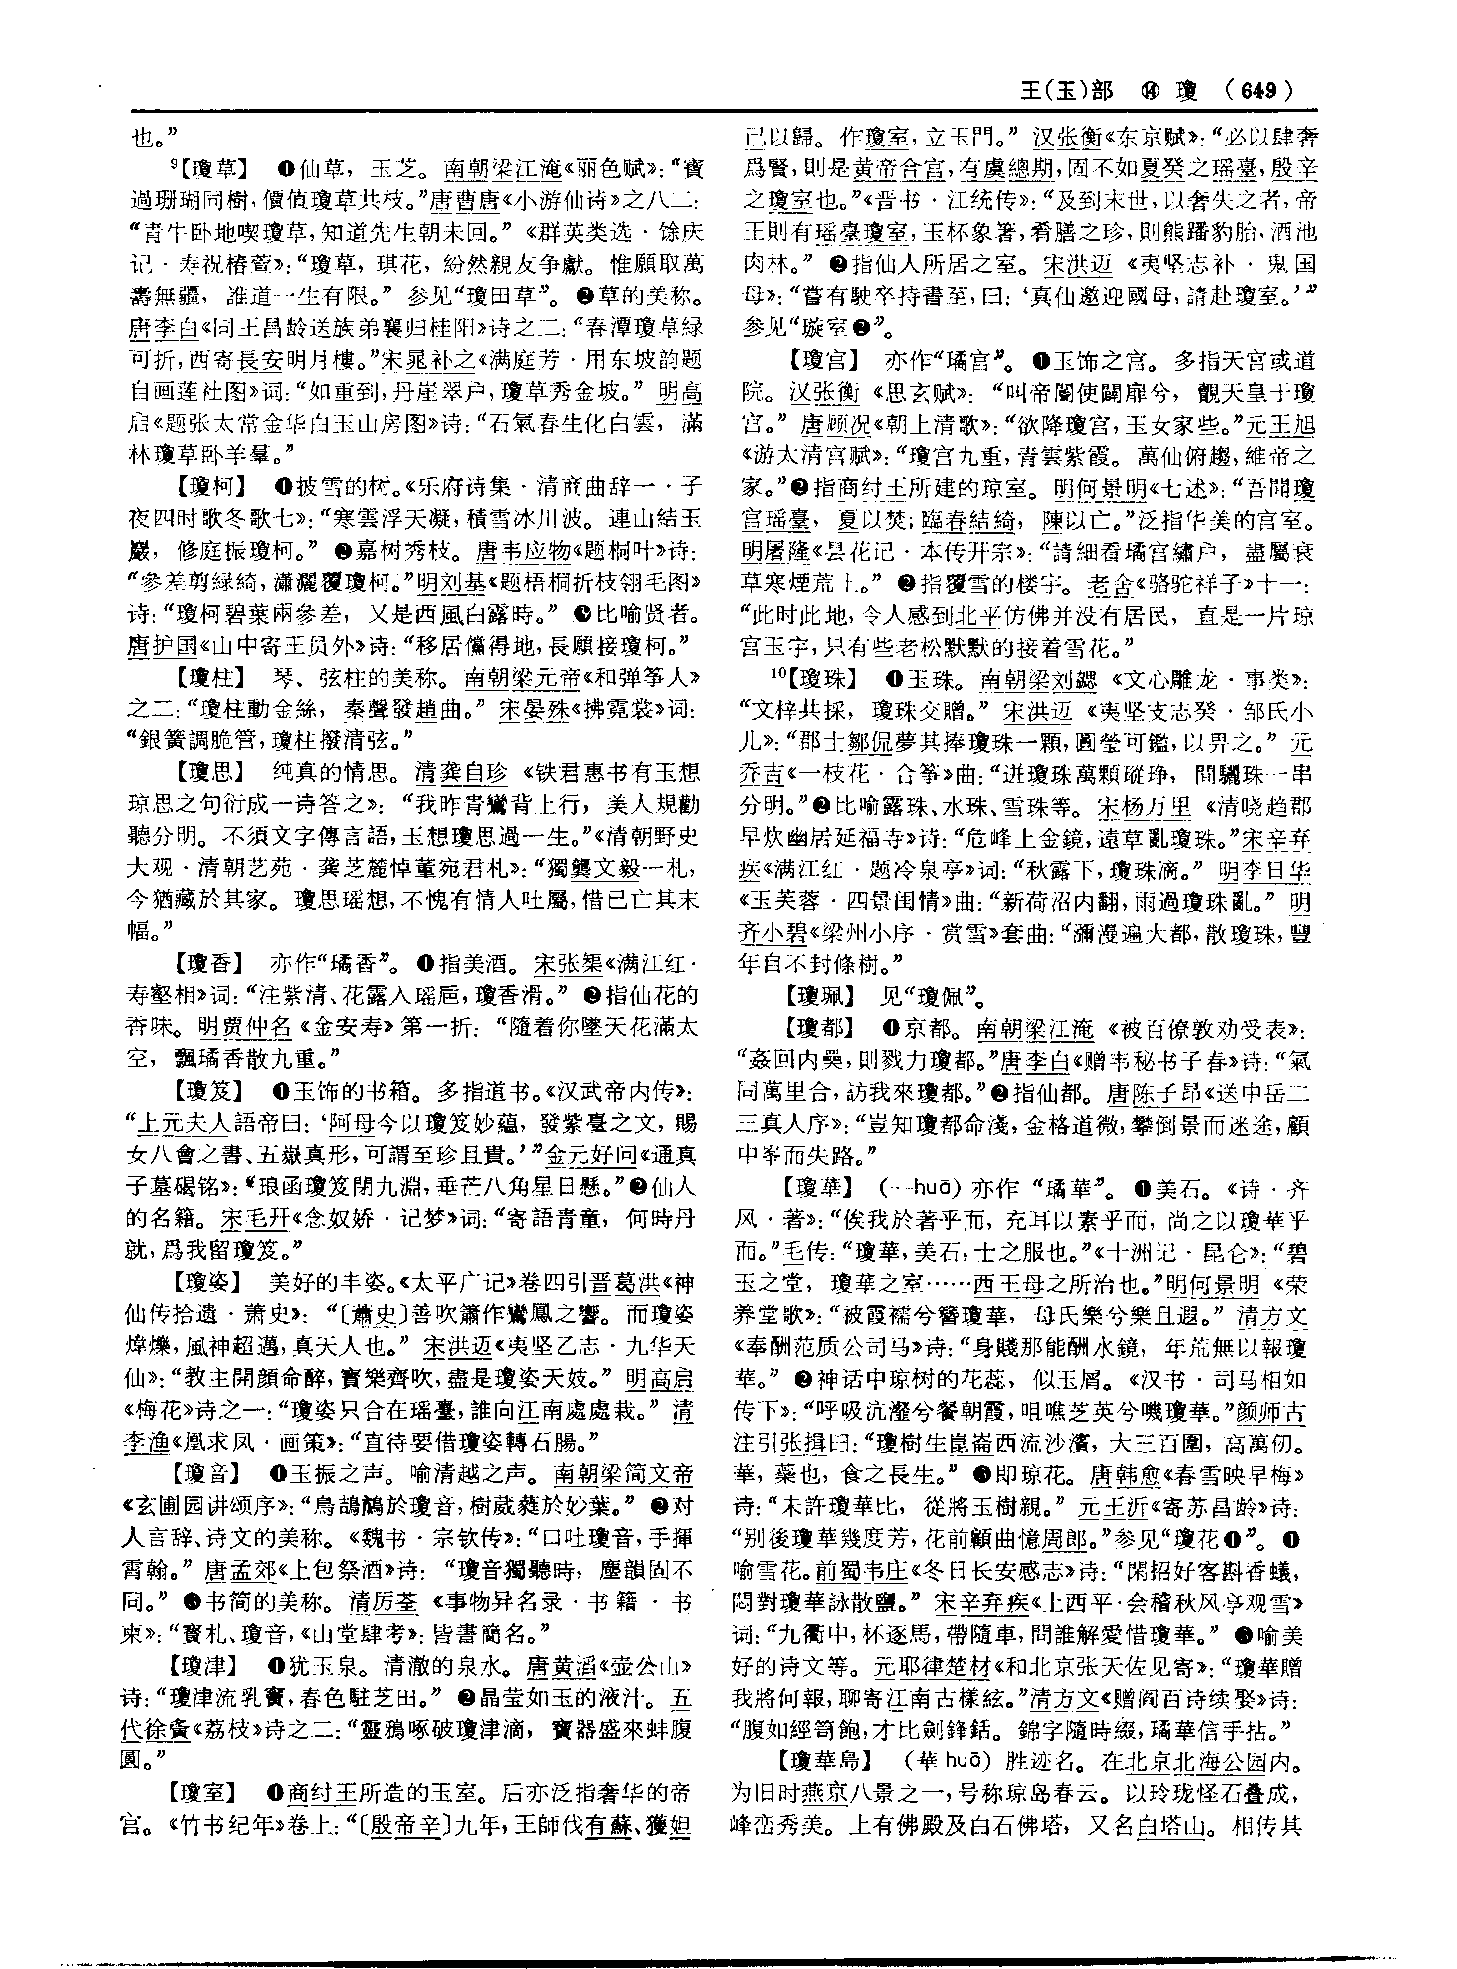 王(玉)部 ⑭ 瓊 (649)
也。”
⁹【瓊草】 ❶仙草，玉芝。南朝梁江淹《丽色赋》：“寶
過珊瑚同樹，價值瓊草共枝。”唐曹唐《小游仙诗》之八二：
“青牛卧地喫瓊草，知道先生朝未回。”《群英类选·馀庆
记·寿祝椿萱》：“瓊草，琪花，紛然親友争獻。惟願取萬
壽無疆，誰道一生有限。”参见“瓊田草”。❷草的美称。
唐李白《同王昌龄送族弟襄归桂阳》诗之二：“春潭瓊草緑
可折，西寄長安明月樓。”宋晁补之《满庭芳·用东坡韵题
自画莲社图》词：“如重到，丹崖翠户，瓊草秀金坡。”明高
启《题张太常金华白玉山房图》诗：“石氣春生化白雲，滿
林瓊草卧羊羣。”
【瓊柯】 ❶披雪的树。《乐府诗集·清商曲辞一·子
夜四时歌冬歌七》：“寒雲浮天凝，積雪冰川波。連山結玉
巖，修庭振瓊柯。”❷嘉树秀枝。唐韦应物《题桐叶》诗：
“參差剪緑綺，瀟灑覆瓊柯。”明刘基《题梧桐折枝翎毛图》
诗：“瓊柯碧葉兩參差，又是西風白露時。”❸比喻贤者。
唐护国《山中寄王员外》诗：“移居儻得地，長願接瓊柯。”
【瓊柱】 琴、弦柱的美称。南朝梁元帝《和弹筝人》
之二：“瓊柱動金絲，秦聲發趙曲。”宋晏殊《拂霓裳》词：
“銀簧調脆管，瓊柱撥清弦。”
【瓊思】 纯真的情思。清龚自珍《铁君惠书有玉想
琼思之句衍成一诗答之》：“我昨青鸞背上行，美人規勸
聽分明。不須文字傳言語，玉想瓊思過一生。”《清朝野史
大观·清朝艺苑·龚芝麓悼董宛君札》：“獨龔文毅一札，
今猶藏於其家。瓊思瑶想，不愧有情人吐屬，惜已亡其末
幅。”
【瓊香】 亦作“璚香”。❶指美酒。宋张榘《满江红·
寿壑相》词：“注紫清、花露入瑶卮，瓊香滑。”❷指仙花的
香味。明贾仲名《金安寿》第一折：“隨着你墜天花滿太
空，飄璚香散九重。”
【瓊笈】 ❶玉饰的书箱。多指道书。《汉武帝内传》：
“上元夫人語帝曰：‘阿母今以瓊笈妙藴，發紫臺之文，賜
女八會之書、五嶽真形，可謂至珍且貴。’”金元好问《通真
子墓碣铭》：“琅函瓊笈閉九淵，垂芒八角星日懸。”❷仙人
的名籍。宋毛幵《念奴娇·记梦》词：“寄語青童，何時丹
就，爲我留瓊笈。”
【瓊姿】 美好的丰姿。《太平广记》卷四引晋葛洪《神
仙传拾遗·萧史》：“〔蕭史〕善吹簫作鸞鳳之響。而瓊姿
煒爍，風神超邁，真天人也。”宋洪迈《夷坚乙志·九华天
仙》：“教主開顔命醉，寶樂齊吹，盡是瓊姿天妓。”明高启
《梅花》诗之一：“瓊姿只合在瑶臺，誰向江南處處栽。”清
李渔《凰求凤·画策》：“直待要借瓊姿轉石腸。”
【瓊音】 ❶玉振之声。喻清越之声。南朝梁简文帝
《玄圃园讲颂序》：“鳥鵠鵷於瓊音，樹葳蕤於妙葉。”❷对
人言辞、诗文的美称。《魏书·宗钦传》：“口吐瓊音，手揮
霄翰。”唐孟郊《上包祭酒》诗：“瓊音獨聽時，塵韻固不
同。”❸书简的美称。清厉荃《事物异名录·书籍·书
柬》：“寶札、瓊音，《山堂肆考》：皆書簡名。”
【瓊津】 ❶犹玉泉。清澈的泉水。唐黄滔《壶公山》
诗：“瓊津流乳竇，春色駐芝田。”❷晶莹如玉的液汁。五
代徐夤《荔枝》诗之二：“靈鴉啄破瓊津滴，寶器盛來蚌腹
圓。”
【瓊室】 ❶商纣王所造的玉室。后亦泛指奢华的帝
宫。《竹书纪年》卷上：“〔殷帝辛〕九年，王師伐有蘇、獲妲
己以歸。作瓊室，立玉門。”汉张衡《东京赋》：“必以肆奢
爲賢，則是黄帝合宫，有虞總期，固不如夏癸之瑶臺，殷辛
之瓊室也。”《晋书·江统传》：“及到末世，以奢失之者，帝
王則有瑶臺瓊室，玉杯象箸，肴膳之珍，則熊蹯豹胎，酒池
肉林。”❷指仙人所居之室。宋洪迈《夷坚志补·鬼国
母》：“嘗有駛卒持書至，曰：‘真仙邀迎國母，請赴瓊室。’”
参见“璇室❷”。
【瓊宫】 亦作“璚宫”。❶玉饰之宫。多指天宫或道
院。汉张衡《思玄赋》：“叫帝閽使闢扉兮，覿天皇于瓊
宫。”唐顾况《朝上清歌》：“欲降瓊宫，玉女家些。”元王旭
《游太清宫赋》：“瓊宫九重，青雲紫霞。萬仙俯趨，維帝之
家。”❷指商纣王所建的琼室。明何景明《七述》：“吾聞瓊
宫瑶臺，夏以焚；臨春結綺，陳以亡。”泛指华美的宫室。
明屠隆《昙花记·本传开宗》：“請細看璚宫繡户，盡屬衰
草寒煙荒土。”❷指覆雪的楼宇。老舍《骆驼祥子》十一：
“此时此地，令人感到北平仿佛并没有居民，直是一片琼
宫玉宇，只有些老松默默的接着雪花。”
¹⁰【瓊珠】 ❶玉珠。南朝梁刘勰《文心雕龙·事类》：
“文梓共採，瓊珠交贈。”宋洪迈《夷坚支志癸·邹氏小
儿》：“郡士鄒侃夢其捧瓊珠一顆，圓瑩可鑑，以畀之。”元
乔吉《一枝花·合筝》曲：“迸瓊珠萬顆瑽琤，間驪珠一串
分明。”❷比喻露珠、水珠、雪珠等。宋杨万里《清晓趋郡
早炊幽居延福寺》诗：“危峰上金鏡，遠草亂瓊珠。”宋辛弃
疾《满江红·题冷泉亭》词：“秋露下，瓊珠滴。”明李日华
《玉芙蓉·四景闺情》曲：“新荷沼内翻，雨過瓊珠亂。”明
齐小碧《梁州小序·赏雪》套曲：“瀰漫遍大都，散瓊珠，豐
年自不封條樹。”
【瓊珮】 见“瓊佩”。
【瓊都】 ❶京都。南朝梁江淹《被百僚敦劝受表》：
“姦回内奰，則戮力瓊都。”唐李白《赠韦秘书子春》诗：“氣
同萬里合，訪我來瓊都。”❷指仙都。唐陈子昂《送中岳二
三真人序》：“豈知瓊都命淺，金格道微，攀倒景而迷途，顧
中峯而失路。”
【瓊華】 (—huā) 亦作“璚華”。❶美石。《诗·齐
风·著》：“俟我於著乎而，充耳以素乎而，尚之以瓊華乎
而。”毛传：“瓊華，美石，士之服也。”《十洲记·昆仑》：“碧
玉之堂，瓊華之室……西王母之所治也。”明何景明《荣
养堂歌》：“被霞襦兮簪瓊華，母氏樂兮樂且遐。”清方文
《奉酬范质公司马》诗：“身賤那能酬水鏡，年荒無以報瓊
華。”❷神话中琼树的花蕊，似玉屑。《汉书·司马相如
传下》：“呼吸沆瀣兮餐朝霞，咀噍芝英兮嘰瓊華。”颜师古
注引张揖曰：“瓊樹生崑崙西流沙濱，大三百圍，高萬仞。
華，蘂也，食之長生。”❸即琼花。唐韩愈《春雪映早梅》
诗：“未許瓊華比，從將玉樹親。”元王沂《寄苏昌龄》诗：
“别後瓊華幾度芳，花前顧曲憶周郎。”参见“瓊花❶”。❶
喻雪花。前蜀韦庄《冬日长安感志》诗：“閑招好客斟香蟻，
悶對瓊華詠散鹽。”宋辛弃疾《上西平·会稽秋风亭观雪》
词：“九衢中，杯逐馬，帶隨車，問誰解愛惜瓊華。”❸喻美
好的诗文等。元耶律楚材《和北京张天佐见寄》：“瓊華贈
我將何報，聊寄江南古樣絃。”清方文《赠阎百诗续娶》诗：
“腹如經笥飽，才比劍鋒銛。錦字隨時綴，璚華信手拈。”
【瓊華島】 (華 huā) 胜迹名。在北京北海公园内。
为旧时燕京八景之一，号称琼岛春云。以玲珑怪石叠成，
峰峦秀美。上有佛殿及白石佛塔，又名白塔山。相传其